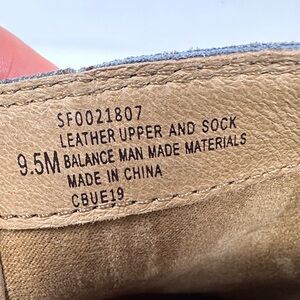 SF0021807
LEATHER UPPER AND SOCK
9.5M BALANCE MAN MADE MATERIALS
MADE IN CHINA
CBUE19